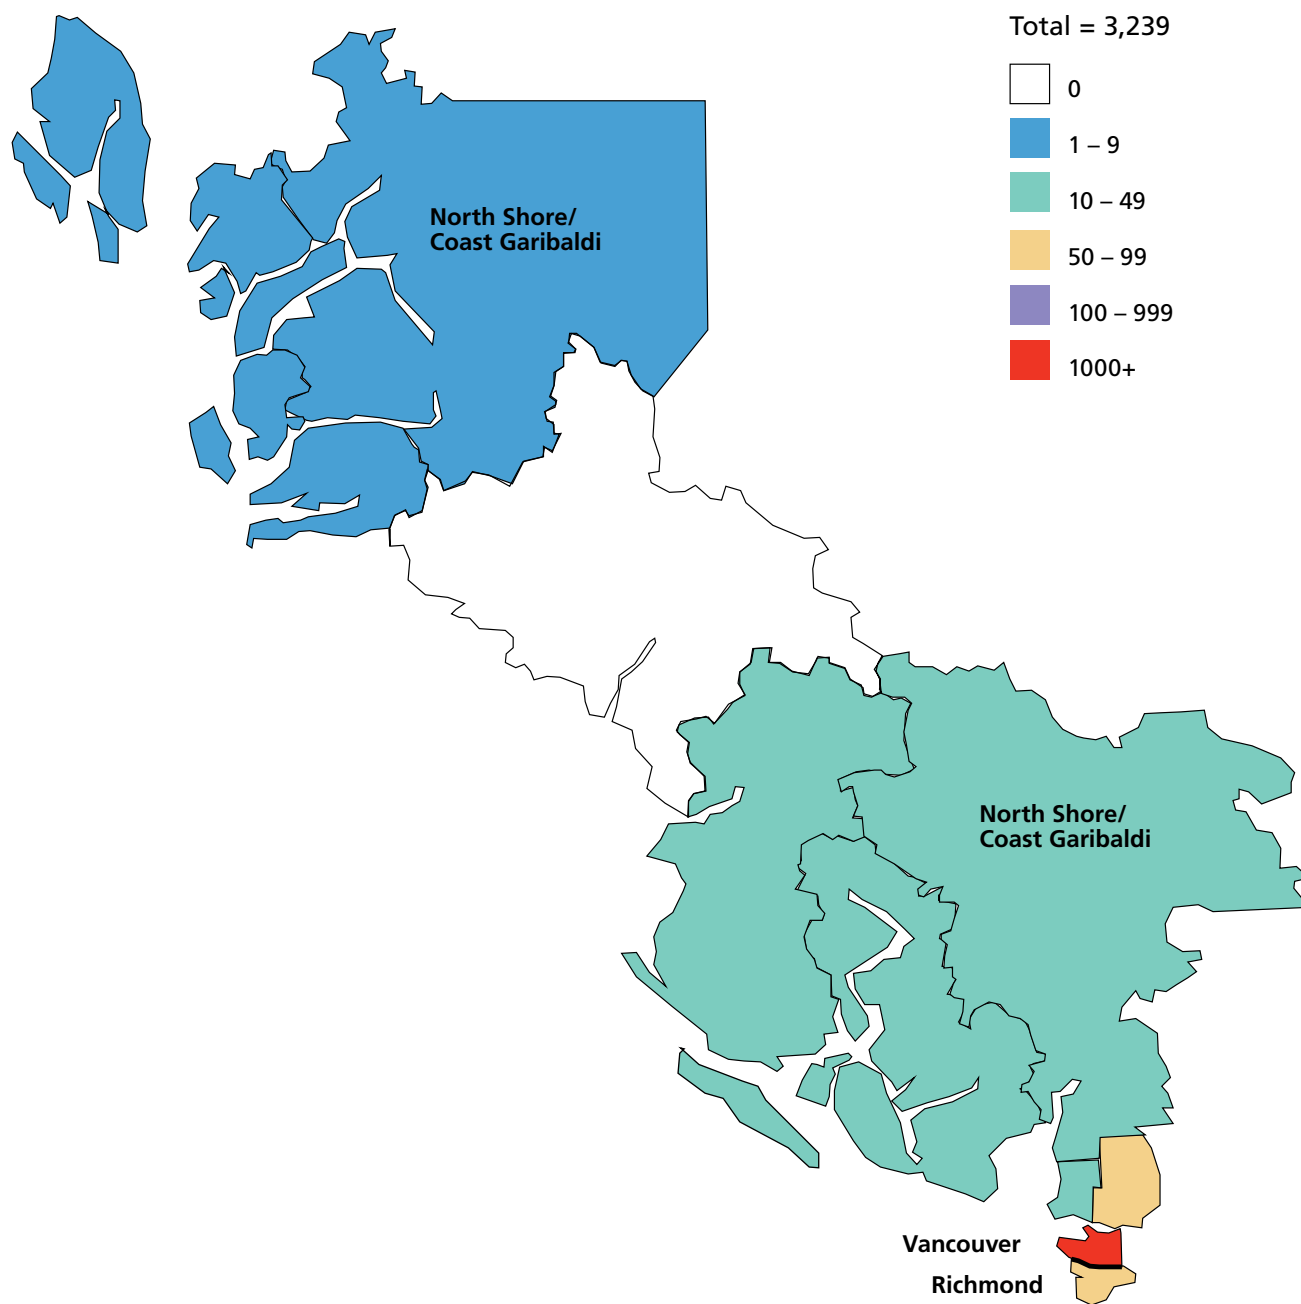 Total = 3,239
0
1 – 9
10 – 49
50 – 99
100 – 999
1000+
North Shore/
Coast Garibaldi
North Shore/
Coast Garibaldi
Vancouver
Richmond